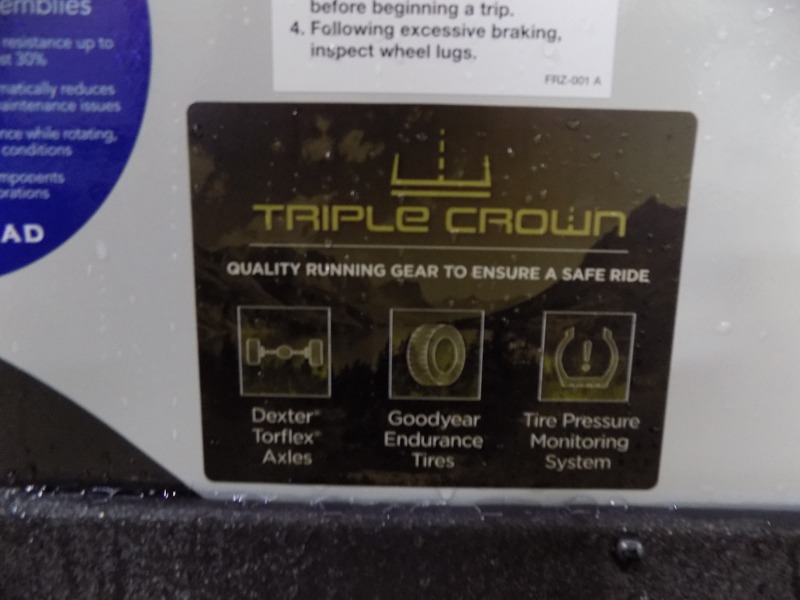 emblies
resistance up to
st 30%
matically reduces
aintenance issues
nce while rotating,
conditions
mponents
orations
AD
before beginning a trip.
4. Following excessive braking,
inspect wheel lugs.
FRZ-001 A
TRIPLE CROWN
QUALITY RUNNING GEAR TO ENSURE A SAFE RIDE
Dexter®
Torflex®
Axles
Goodyear
Endurance
Tires
Tire Pressure
Monitoring
System